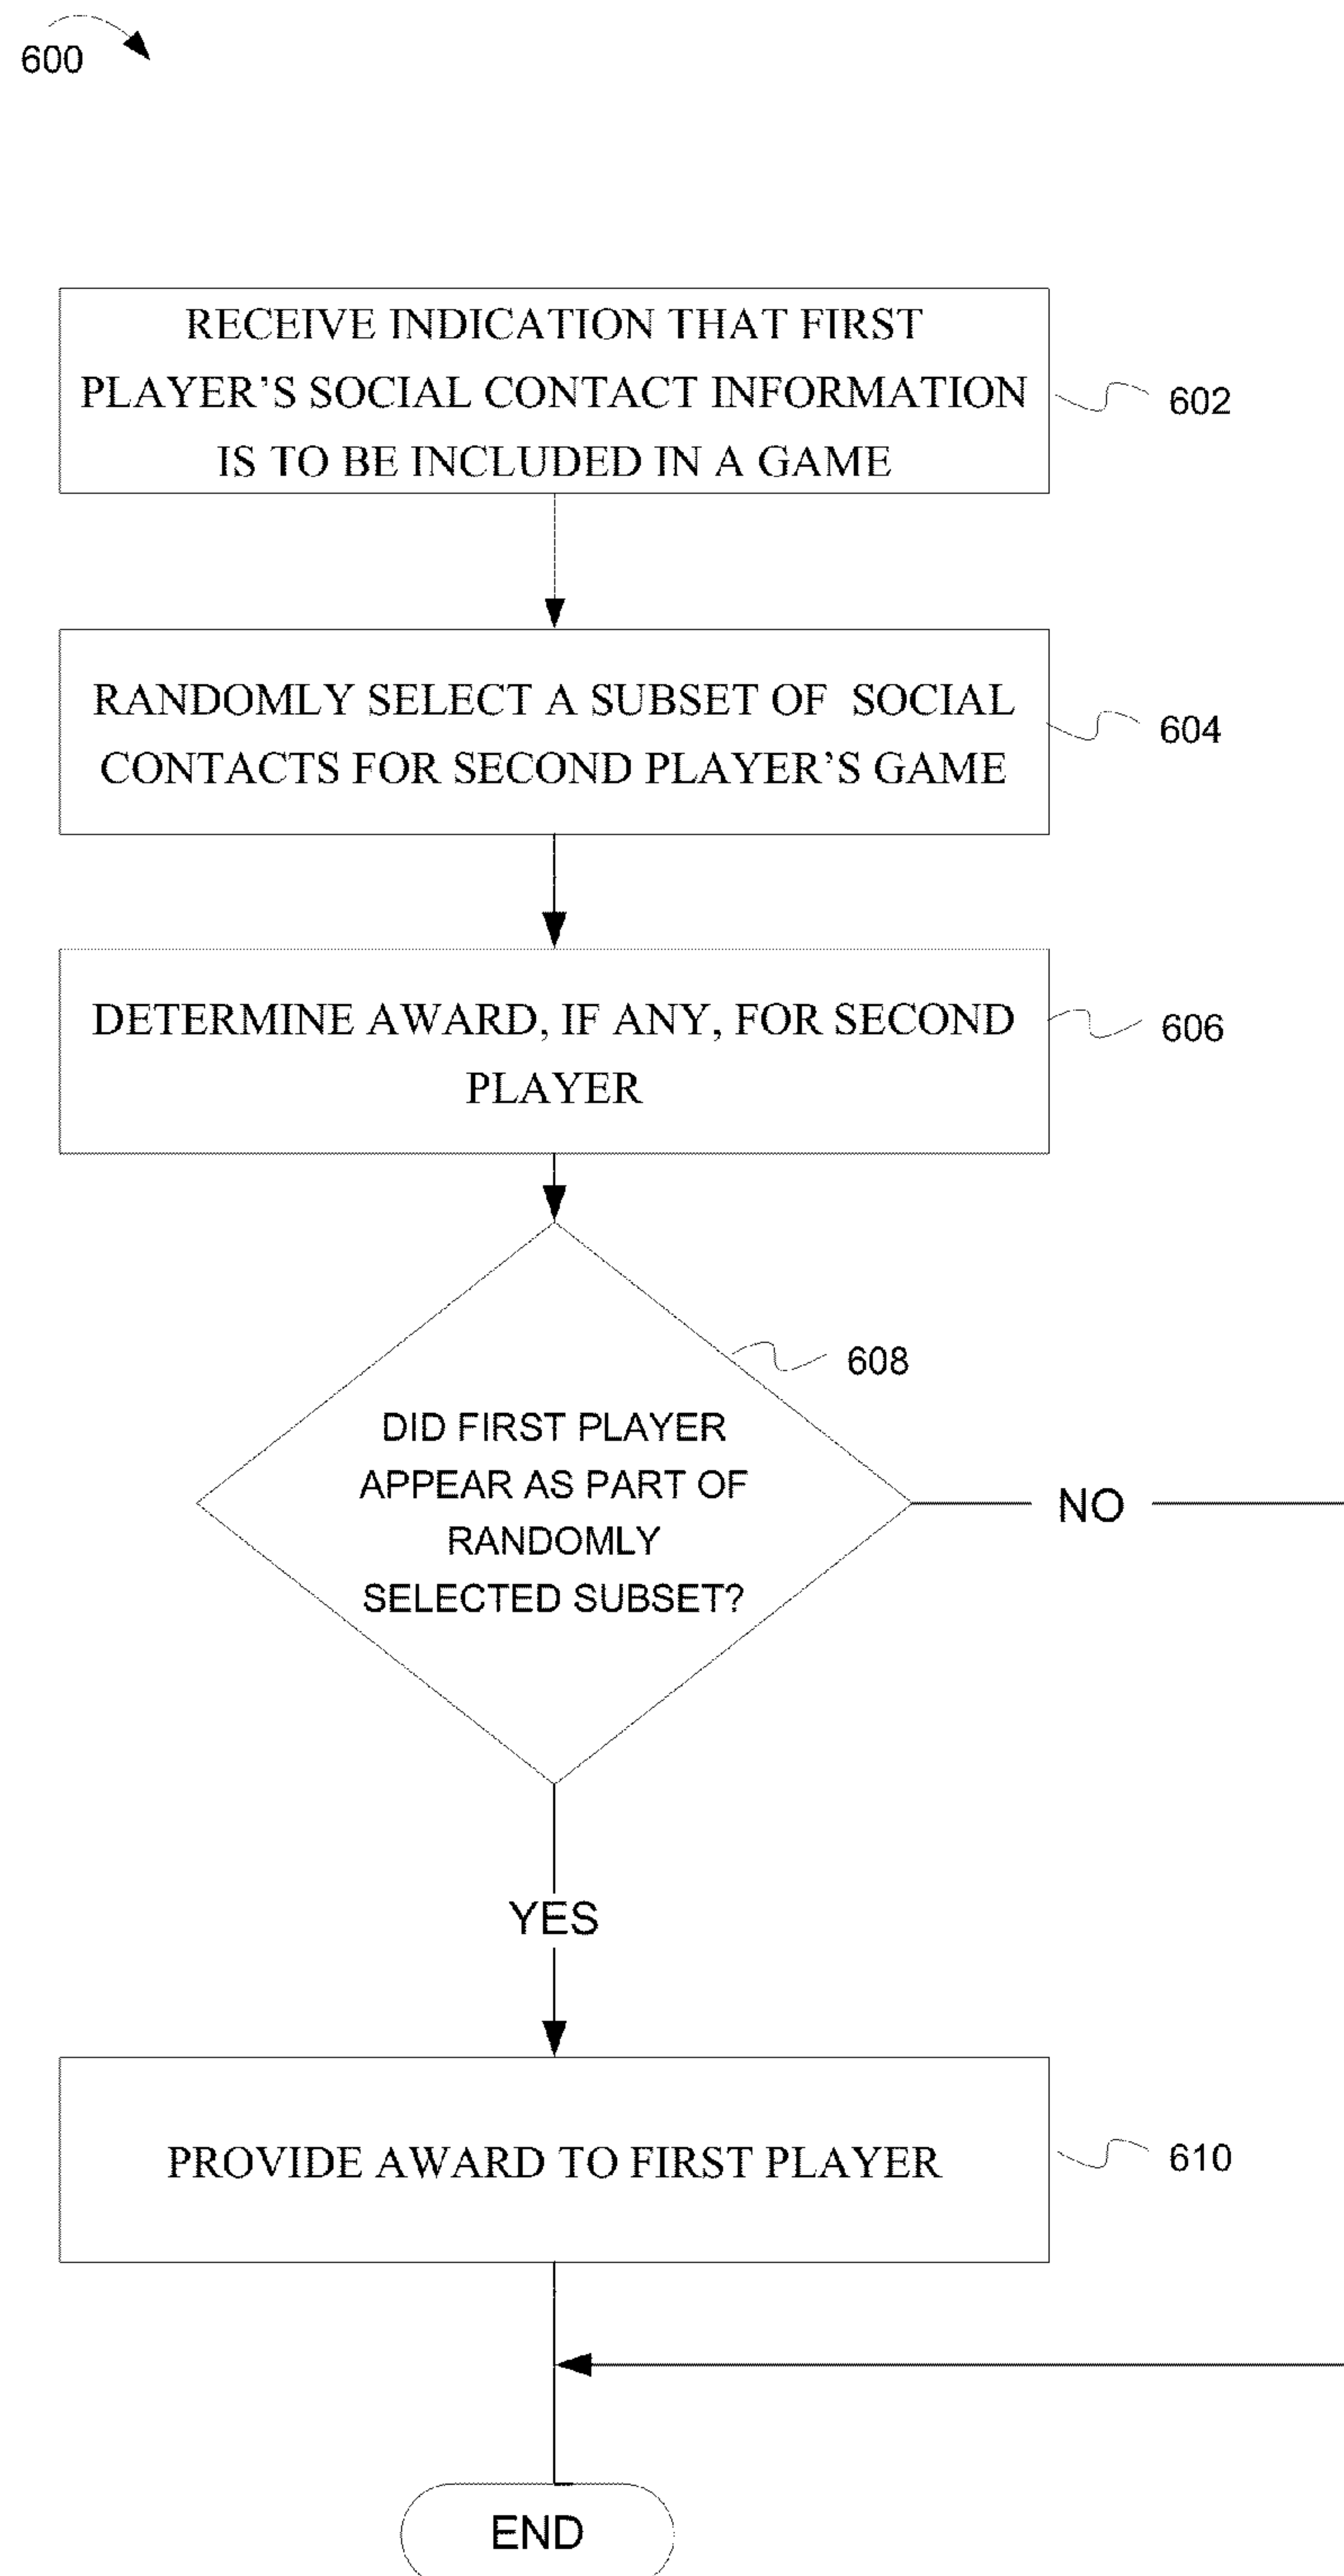 600
RECEIVE INDICATION THAT FIRST
PLAYER’S SOCIAL CONTACT INFORMATION
IS TO BE INCLUDED IN A GAME
602
RANDOMLY SELECT A SUBSET OF SOCIAL
CONTACTS FOR SECOND PLAYER’S GAME
604
DETERMINE AWARD, IF ANY, FOR SECOND
PLAYER
606
608
DID FIRST PLAYER
APPEAR AS PART OF
RANDOMLY
SELECTED SUBSET?
NO
YES
PROVIDE AWARD TO FIRST PLAYER
610
END